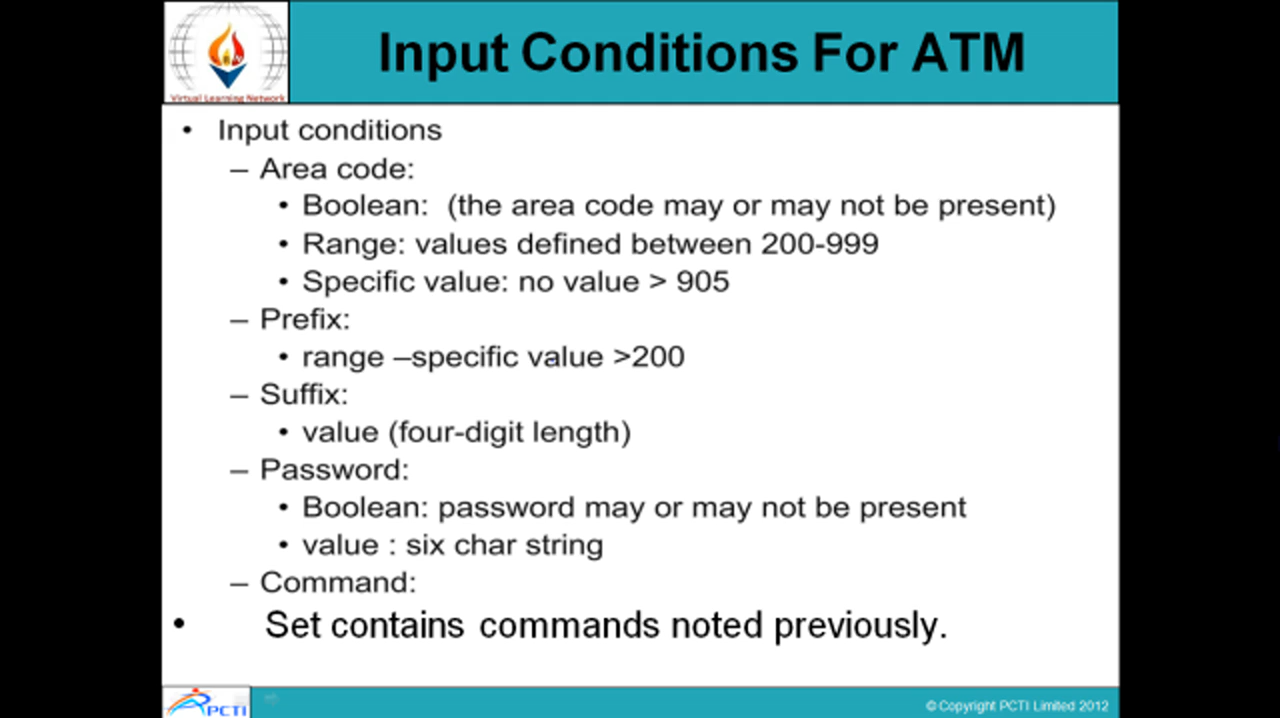 Virtual Learning Network
Input Conditions For ATM
• Input conditions
– Area code:
• Boolean: (the area code may or may not be present)
• Range: values defined between 200-999
• Specific value: no value > 905
– Prefix:
• range –specific value >200
– Suffix:
• value (four-digit length)
– Password:
• Boolean: password may or may not be present
• value : six char string
– Command:
• Set contains commands noted previously.
PCTI
© Copyright PCTI Limited 2012